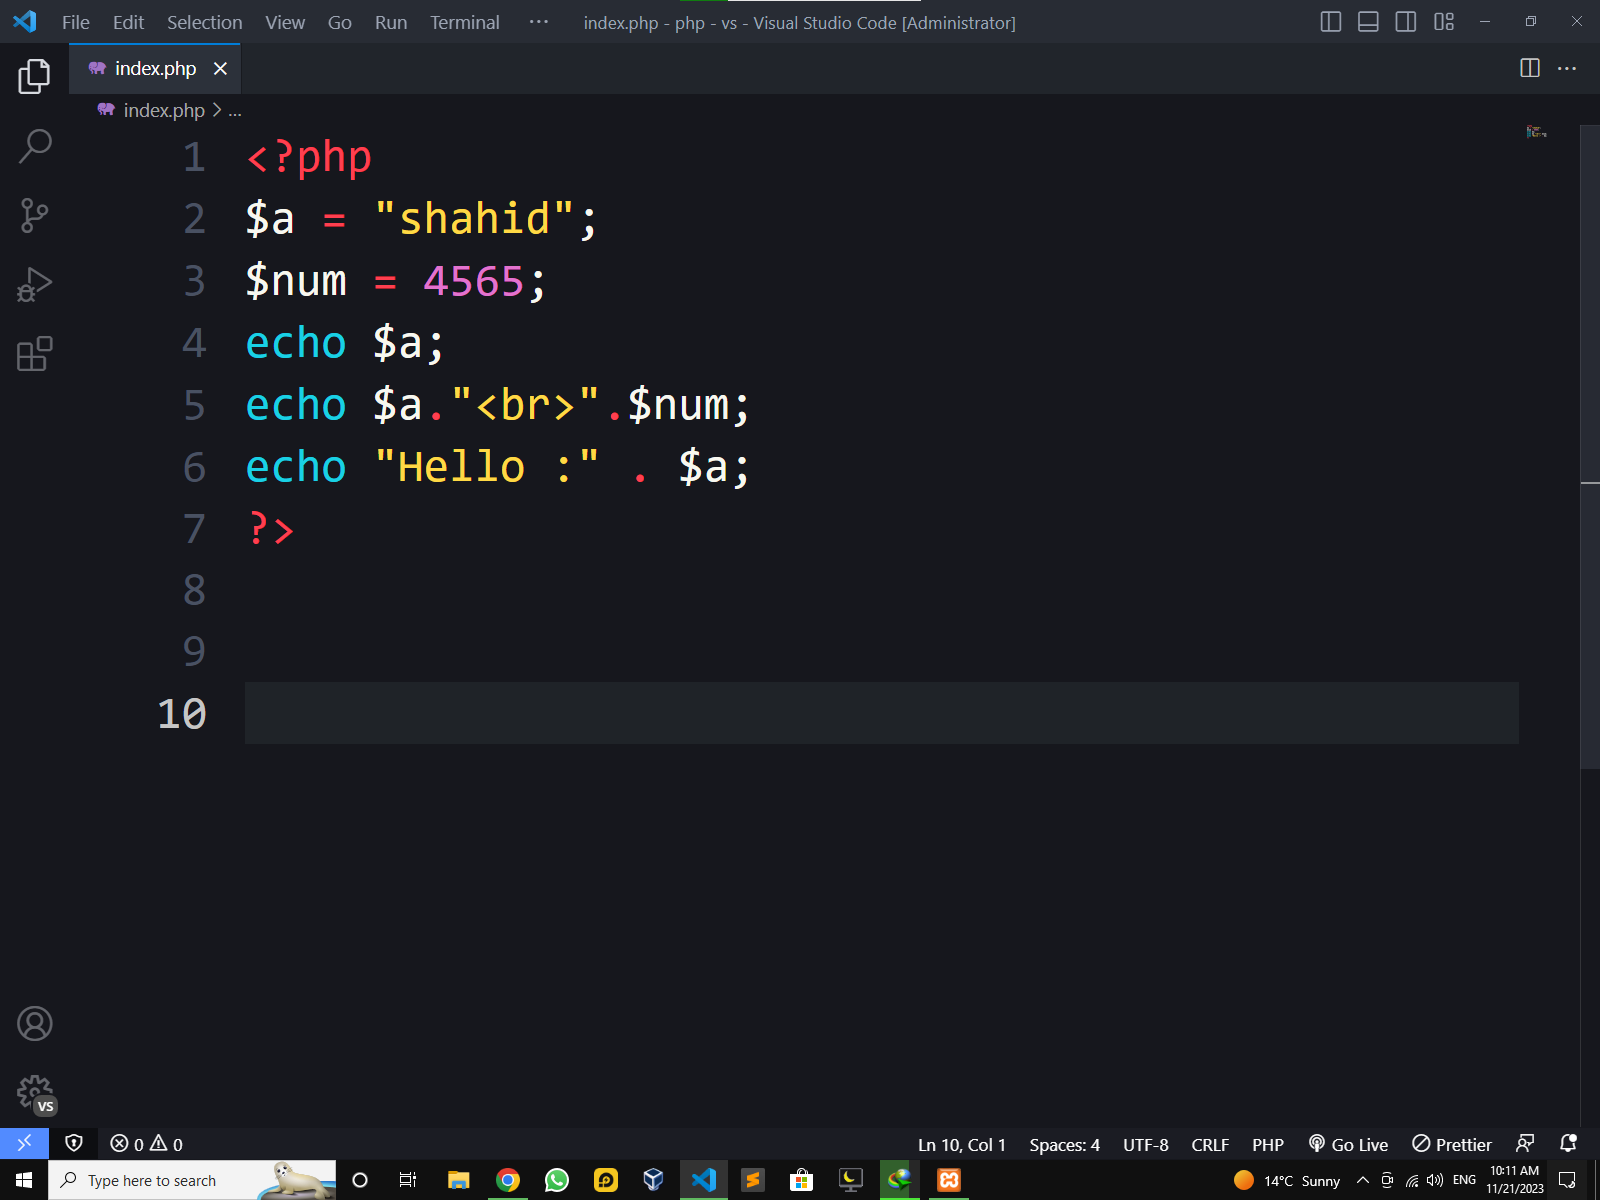 File Edit Selection View Go Run Terminal ··· index.php - php - vs - Visual Studio Code [Administrator]
index.php
index.php > ...
1 <?php
2 $a = "shahid";
3 $num = 4565;
4 echo $a;
5 echo $a."<br>".$num;
6 echo "Hello :" . $a;
7 ?>
8
9
10
VS
0 0 Ln 10, Col 1 Spaces: 4 UTF-8 CRLF PHP Go Live Prettier
Type here to search 14°C Sunny ENG 10:11 AM
11/21/2023